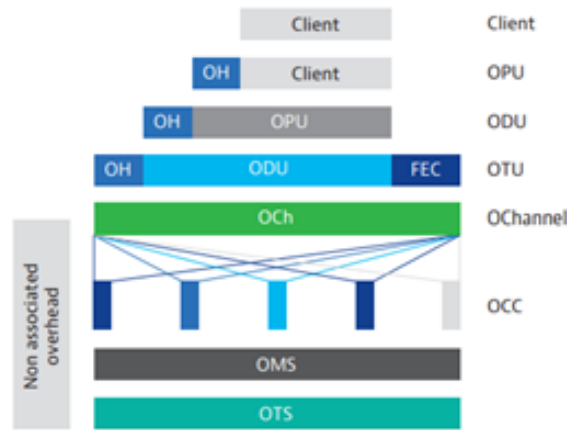 Client Client
OH Client OPU
OH OPU ODU
OH ODU FEC OTU
OCh OChannel
OCC
OMS
OTS
Non associated
overhead